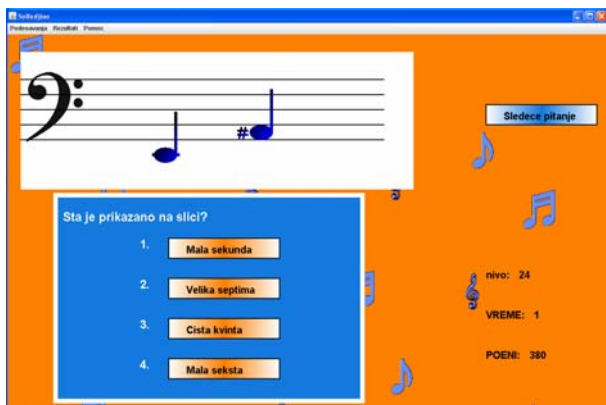 Solfedjino
Podesavanja Rezultati Pomoc
#
Sledece pitanje
Sta je prikazano na slici?
1. Mala sekunda
2. Velika septima
3. Cista kvinta
4. Mala seksta
nivo: 24
VREME: 1
POENI: 380